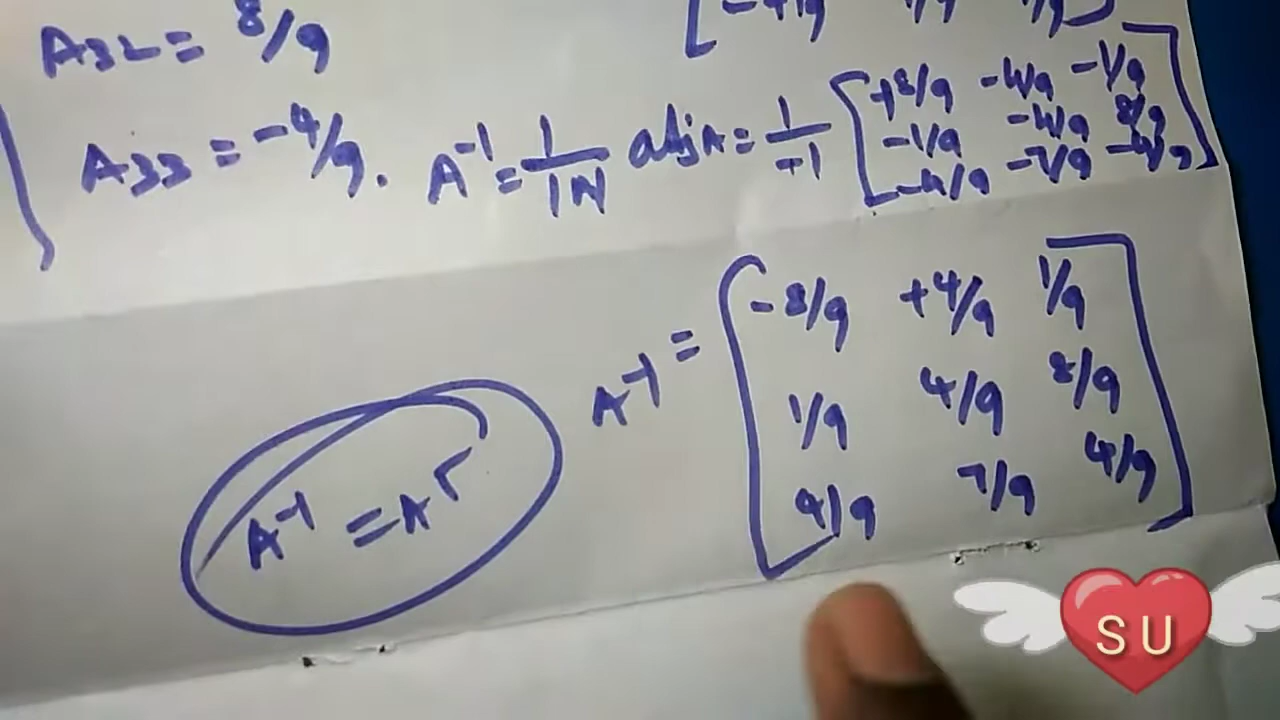 A32 = 8/9
-4/9
A33 = -4/9. A⁻¹ = 1/|A| adjA = 1/-1 [+8/9 -4/9 -1/9
-1/9 -4/9 8/9
-4/9 -7/9 -4/9]
A⁻¹ = [-8/9 +4/9 1/9
1/9 4/9 8/9
4/9 7/9 4/9]
A⁻¹ = Aᵀ
S U